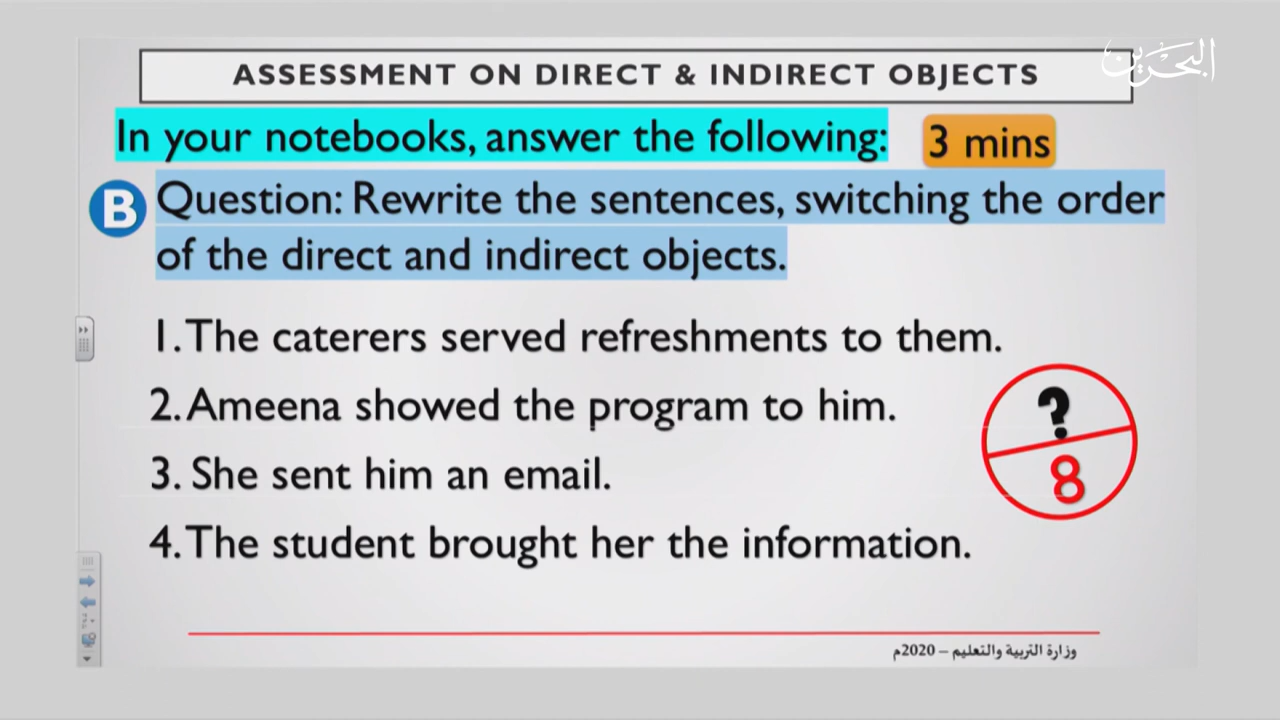 البحرين
ASSESSMENT ON DIRECT & INDIRECT OBJECTS
In your notebooks, answer the following:
3 mins
B
Question: Rewrite the sentences, switching the order
of the direct and indirect objects.
1. The caterers served refreshments to them.
2. Ameena showed the program to him.
3. She sent him an email.
4. The student brought her the information.
?
8
وزارة التربية والتعليم – 2020م